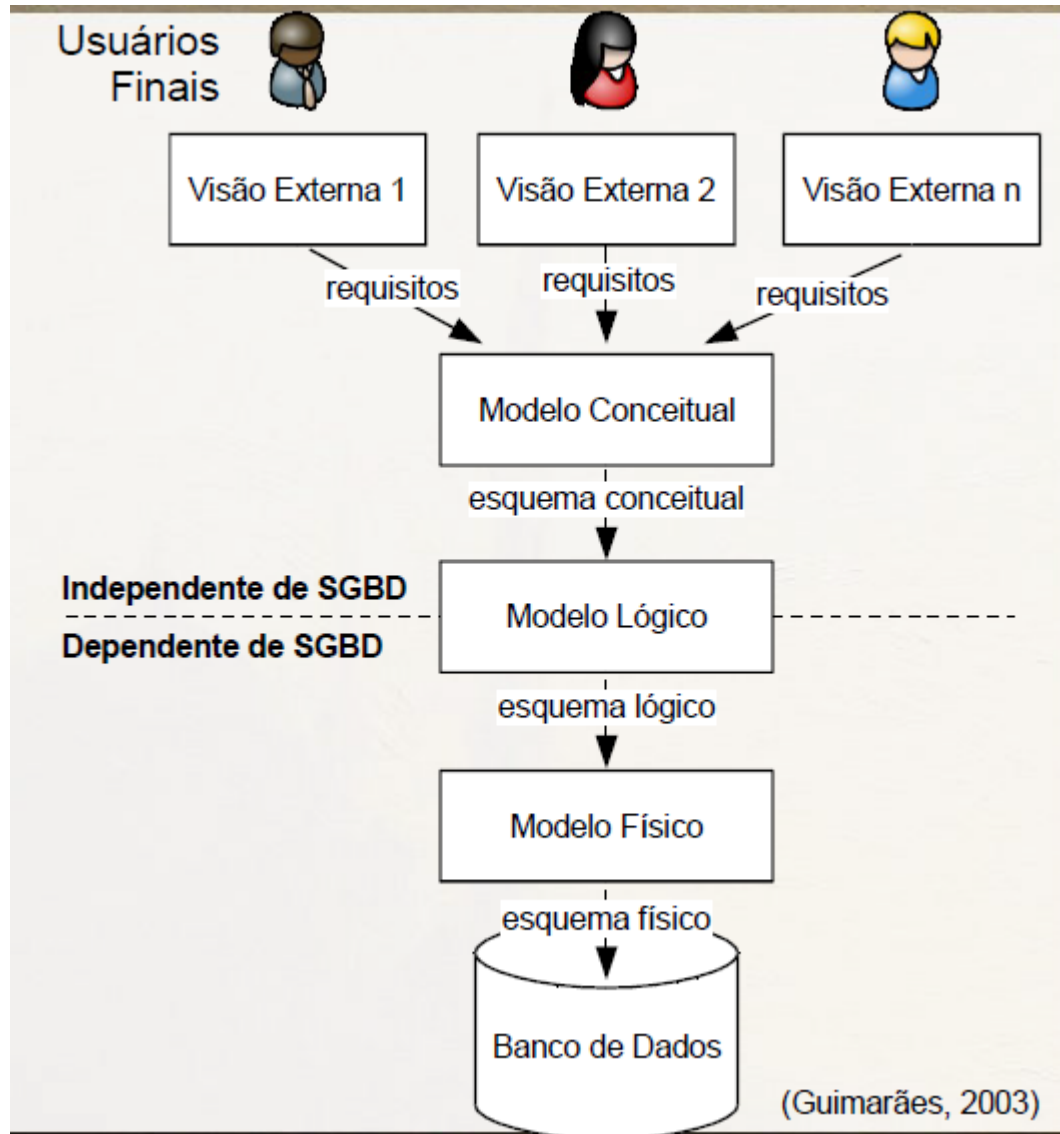 Usuários
Finais
Visão Externa 1
Visão Externa 2
Visão Externa n
requisitos
requisitos
requisitos
Modelo Conceitual
esquema conceitual
Independente de SGBD
Modelo Lógico
Dependente de SGBD
esquema lógico
Modelo Físico
esquema físico
Banco de Dados
(Guimarães, 2003)